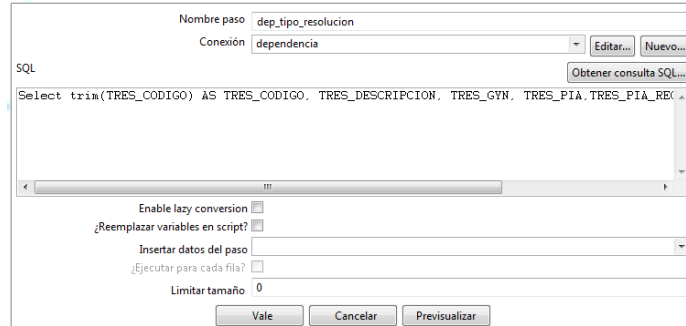 Nombre paso dep_tipo_resolucion
Conexión dependencia Editar... Nuevo...
SQL Obtener consulta SQL...
Select trim(TRES_CODIGO) AS TRES_CODIGO, TRES_DESCRIPCION, TRES_GYN, TRES_PIA,TRES_PIA_REC
Enable lazy conversion
¿Reemplazar variables en script?
Insertar datos del paso
¿Ejecutar para cada fila?
Limitar tamaño 0
Vale Cancelar Previsualizar